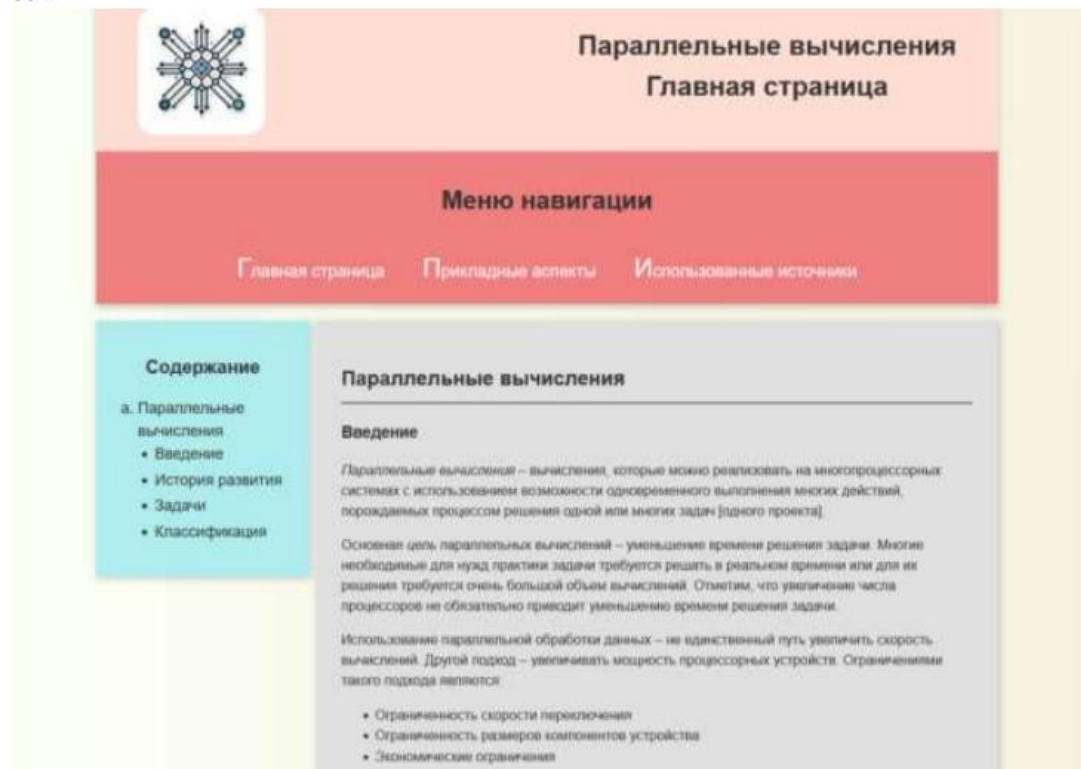 Параллельные вычисления
Главная страница
Меню навигации
Главная страница Прикладные аспекты Использованные источники
Содержание
a. Параллельные
вычисления
• Введение
• История развития
• Задачи
• Классификация
Параллельные вычисления
Введение
Параллельные вычисления – вычисления, которые можно реализовать на многопроцессорных
системах с использованием возможности одновременного выполнения многих действий,
порождаемых процессом решения одной или многих задач [одного проекта].
Основная цель параллельных вычислений – уменьшение времени решения задачи. Многие
необходимые для нужд практики задачи требуется решать в реальном времени или для их
решения требуется очень большой объем вычислений. Отметим, что увеличение числа
процессоров не обязательно приводит уменьшению времени решения задачи.
Использование параллельной обработки данных – не единственный путь увеличить скорость
вычислений. Другой подход – увеличивать мощность процессорных устройств. Ограничениями
такого подхода являются:
• Ограниченность скорости переключения
• Ограниченность размеров компонентов устройства
• Экономические ограничения